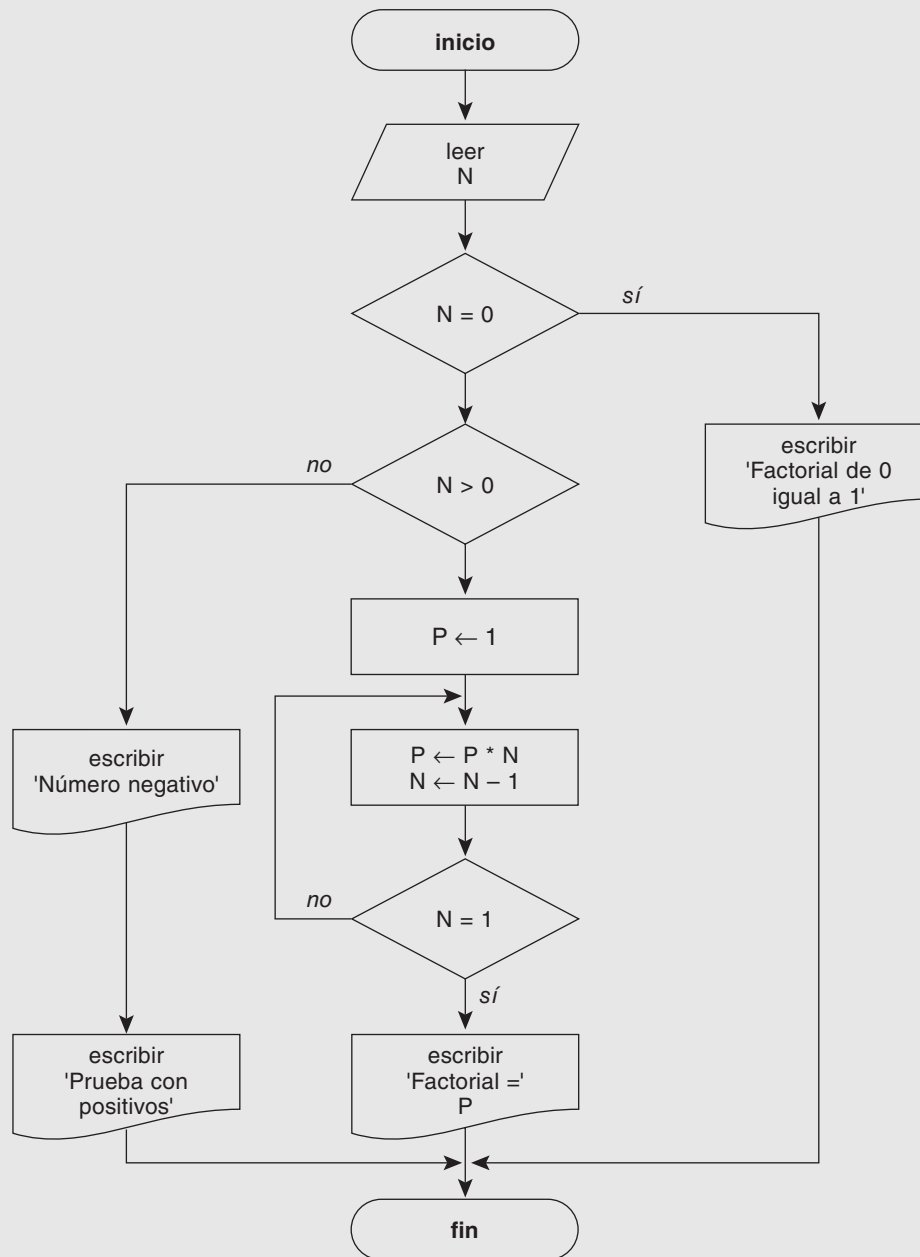 inicio
leer
N
N = 0
sí
escribir
'Factorial de 0
igual a 1'
no
N > 0
P ← 1
escribir
'Número negativo'
P ← P * N
N ← N – 1
no
N = 1
sí
escribir
'Prueba con
positivos'
escribir
'Factorial ='
P
fin